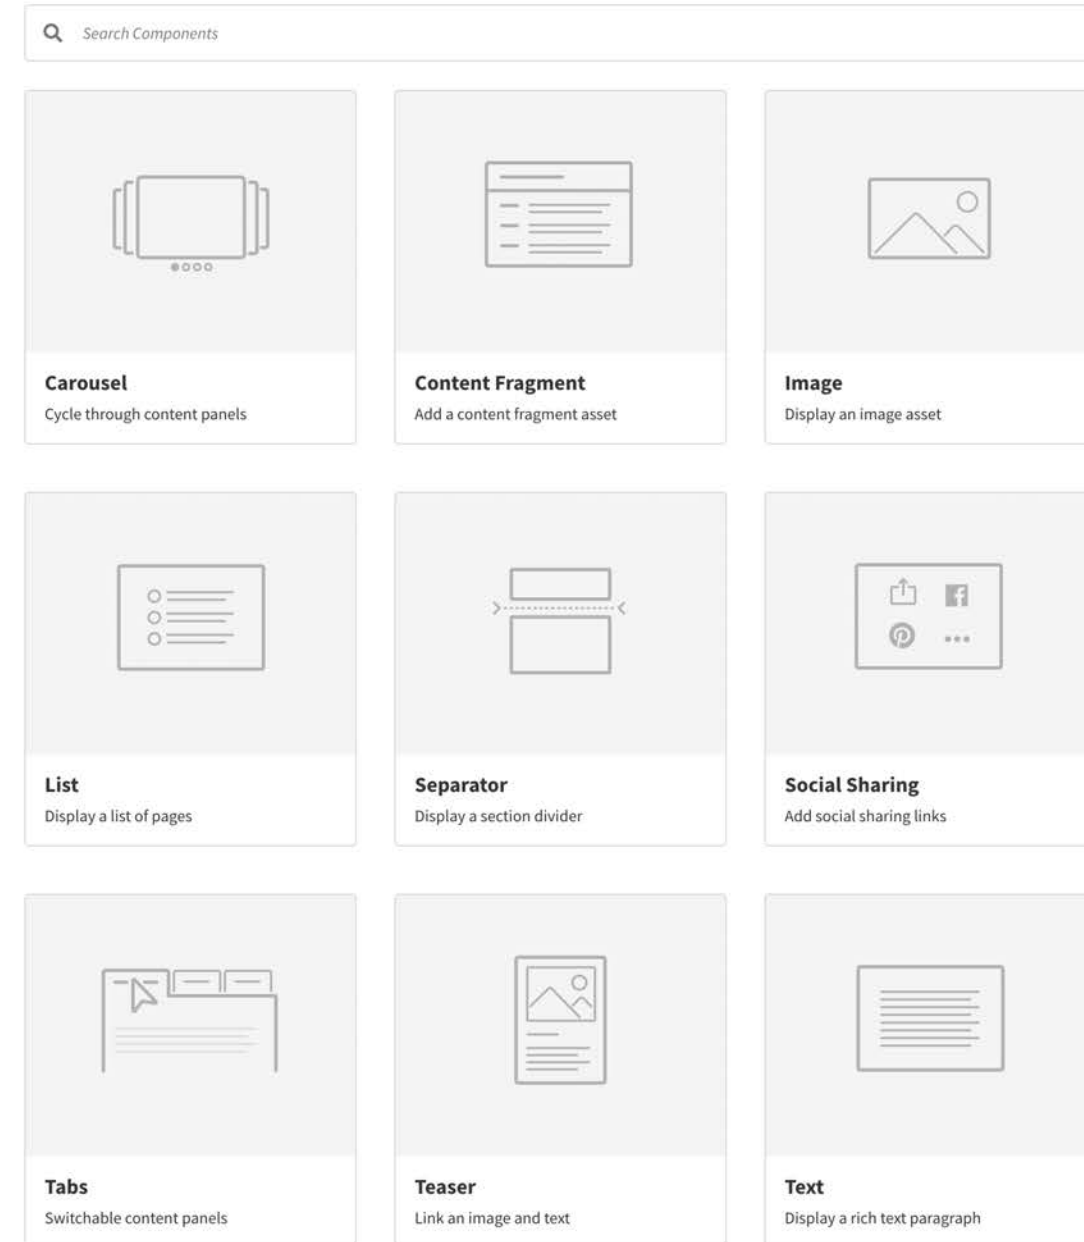 Search Components
Carousel
Cycle through content panels
Content Fragment
Add a content fragment asset
Image
Display an image asset
List
Display a list of pages
Separator
Display a section divider
Social Sharing
Add social sharing links
Tabs
Switchable content panels
Teaser
Link an image and text
Text
Display a rich text paragraph